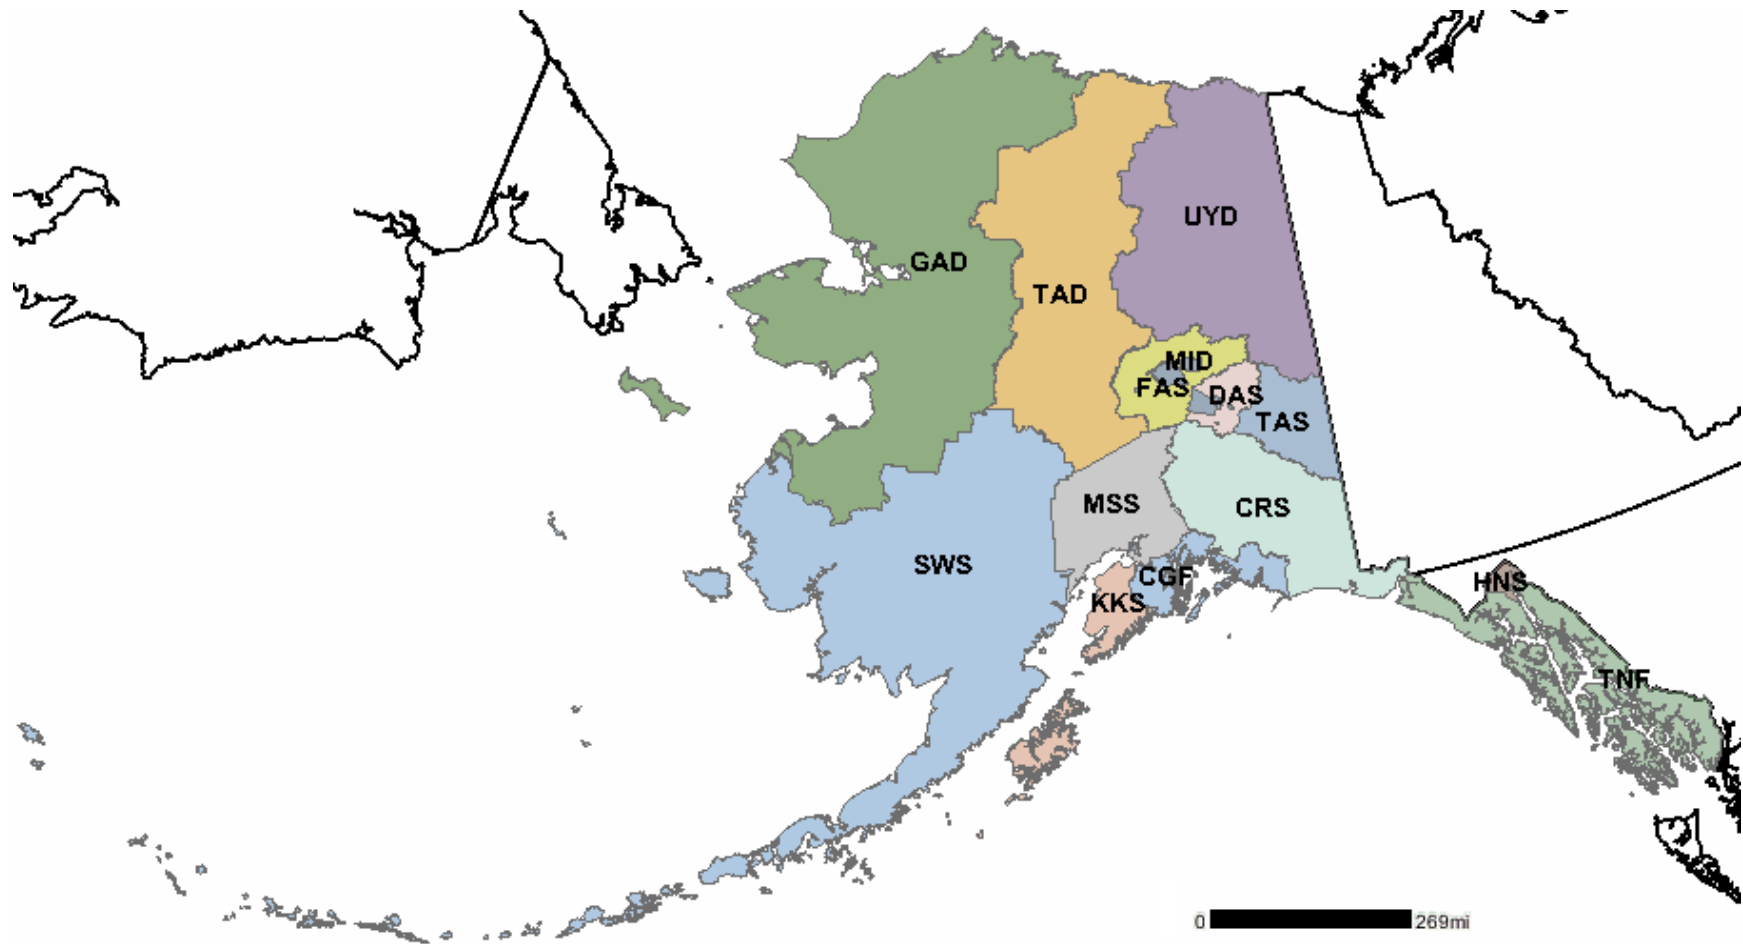 UYD
GAD
TAD
MID
FAS
DAS
TAS
MSS
CRS
SWS
CGF
HNS
KKS
TNF
0 269mi